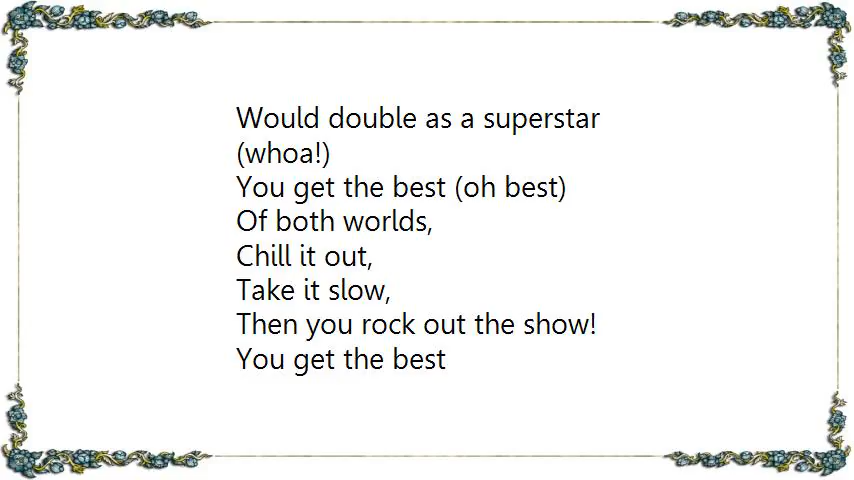 Would double as a superstar
(whoa!)
You get the best (oh best)
Of both worlds,
Chill it out,
Take it slow,
Then you rock out the show!
You get the best